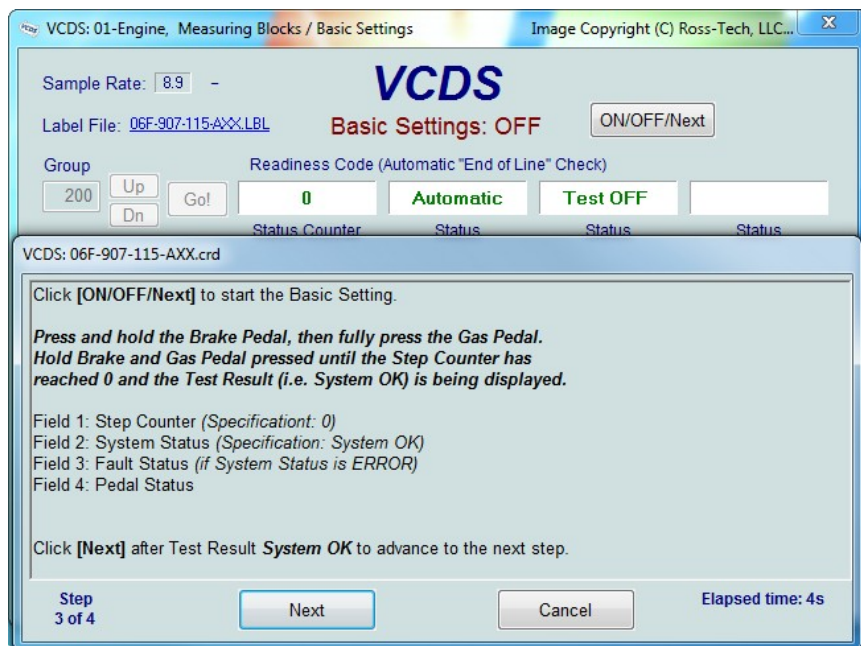 VCDS: 01-Engine, Measuring Blocks / Basic Settings Image Copyright (C) Ross-Tech, LLC... X
Sample Rate: 8.9 -
VCDS
Label File: 06F-907-115-AXX.LBL
Basic Settings: OFF
ON/OFF/Next
Group
Readiness Code (Automatic "End of Line" Check)
200 Up Dn Go! 0 Automatic Test OFF
Status Counter Status Status Status
VCDS: 06F-907-115-AXX.crd
Click [ON/OFF/Next] to start the Basic Setting.
Press and hold the Brake Pedal, then fully press the Gas Pedal.
Hold Brake and Gas Pedal pressed until the Step Counter has
reached 0 and the Test Result (i.e. System OK) is being displayed.
Field 1: Step Counter (Specificationt: 0)
Field 2: System Status (Specification: System OK)
Field 3: Fault Status (if System Status is ERROR)
Field 4: Pedal Status
Click [Next] after Test Result System OK to advance to the next step.
Step
3 of 4
Next
Cancel
Elapsed time: 4s